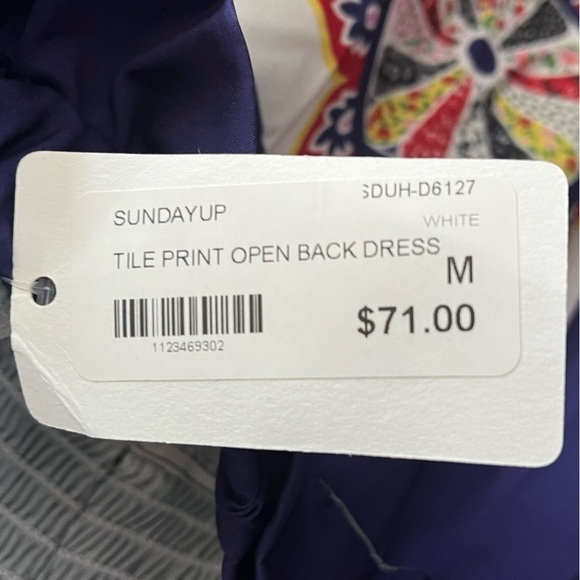 SDUH-D6127
SUNDAYUP
WHITE
TILE PRINT OPEN BACK DRESS
M
$71.00
1123469302